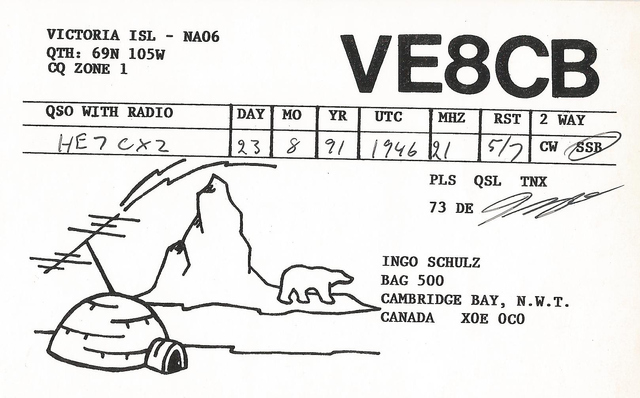 VICTORIA ISL - NA06
QTH: 69N 105W
CQ ZONE 1
VE8CB
QSO WITH RADIO DAY MO YR UTC MHZ RST 2 WAY
HE7CXZ 23 8 91 1946 21 5/7 CW SSB
PLS QSL TNX
73 DE
INGO SCHULZ
BAG 500
CAMBRIDGE BAY, N.W.T.
CANADA X0E 0C0